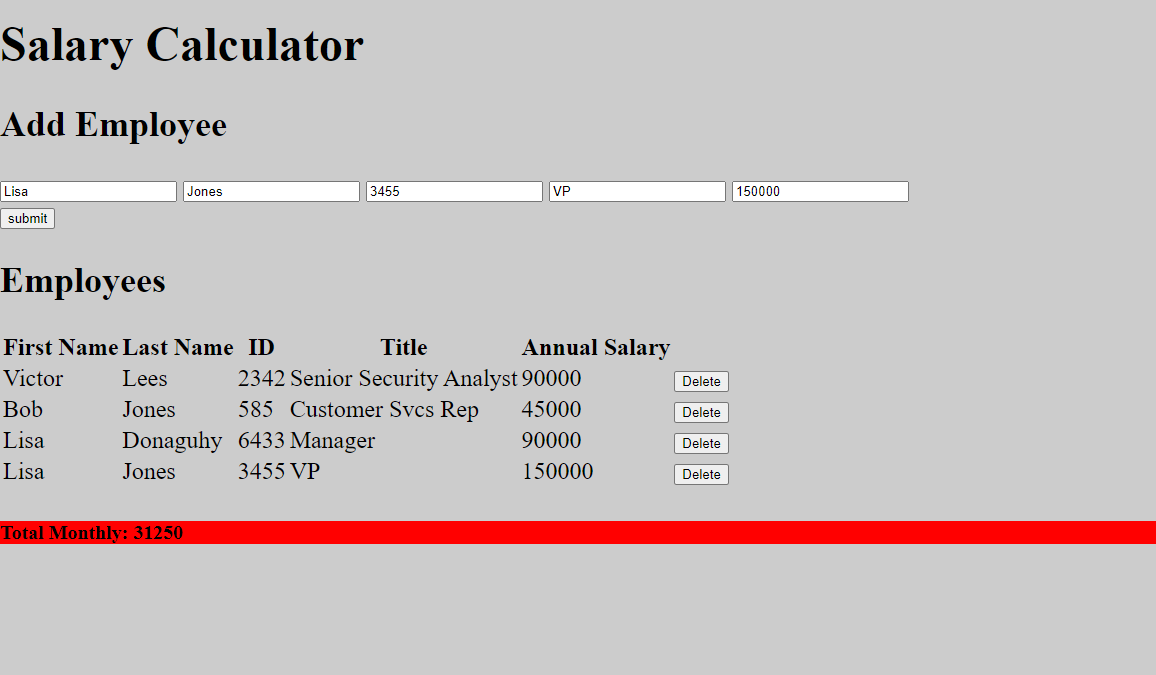 Salary Calculator
Add Employee
Lisa Jones 3455 VP 150000
submit
Employees
First Name Last Name ID Title Annual Salary
Victor Lees 2342 Senior Security Analyst 90000 Delete
Bob Jones 585 Customer Svcs Rep 45000 Delete
Lisa Donaguhy 6433 Manager 90000 Delete
Lisa Jones 3455 VP 150000 Delete
Total Monthly: 31250